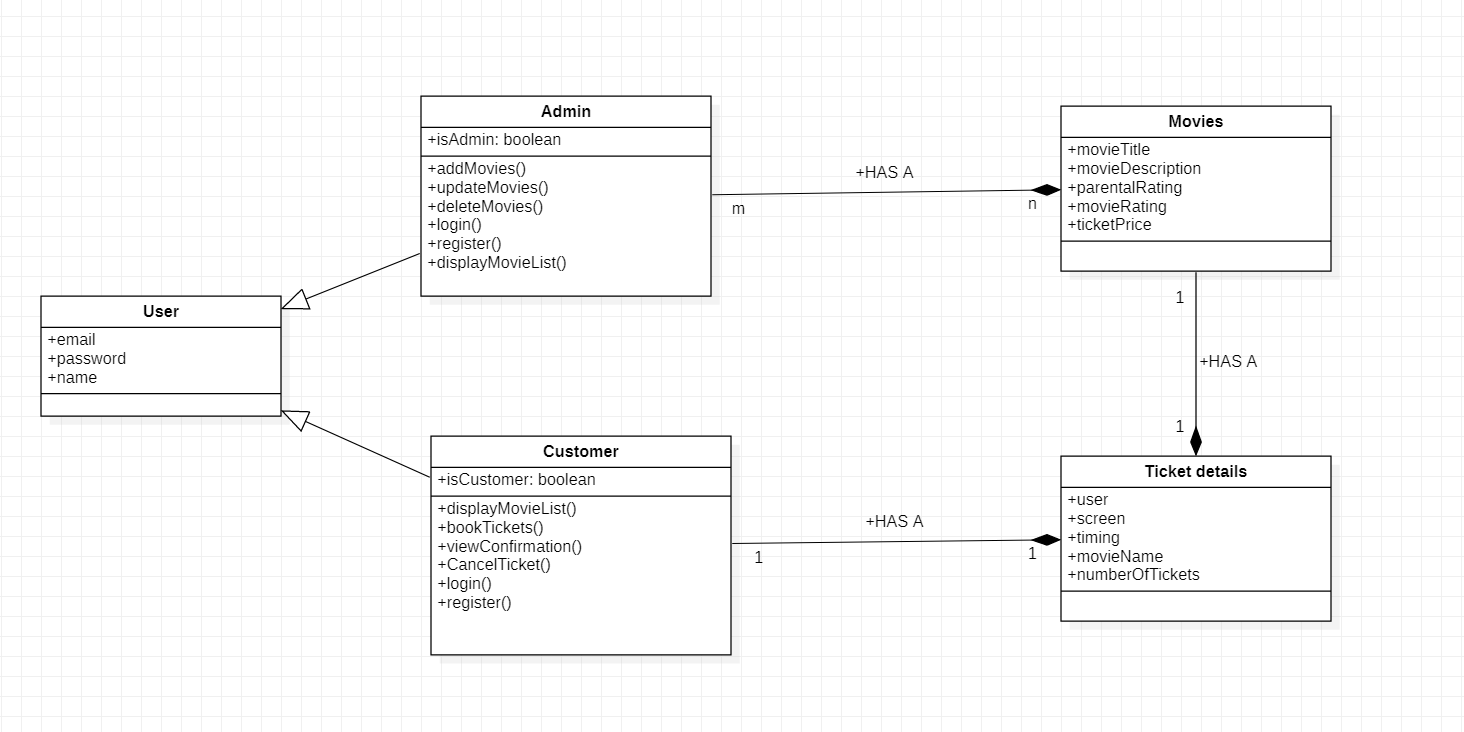 Admin
+isAdmin: boolean
+addMovies()
+updateMovies()
+deleteMovies()
+login()
+register()
+displayMovieList()
+HAS A
m
n
Movies
+movieTitle
+movieDescription
+parentalRating
+movieRating
+ticketPrice
User
+email
+password
+name
1
+HAS A
1
Customer
+isCustomer: boolean
+displayMovieList()
+bookTickets()
+viewConfirmation()
+CancelTicket()
+login()
+register()
+HAS A
1
1
Ticket details
+user
+screen
+timing
+movieName
+numberOfTickets